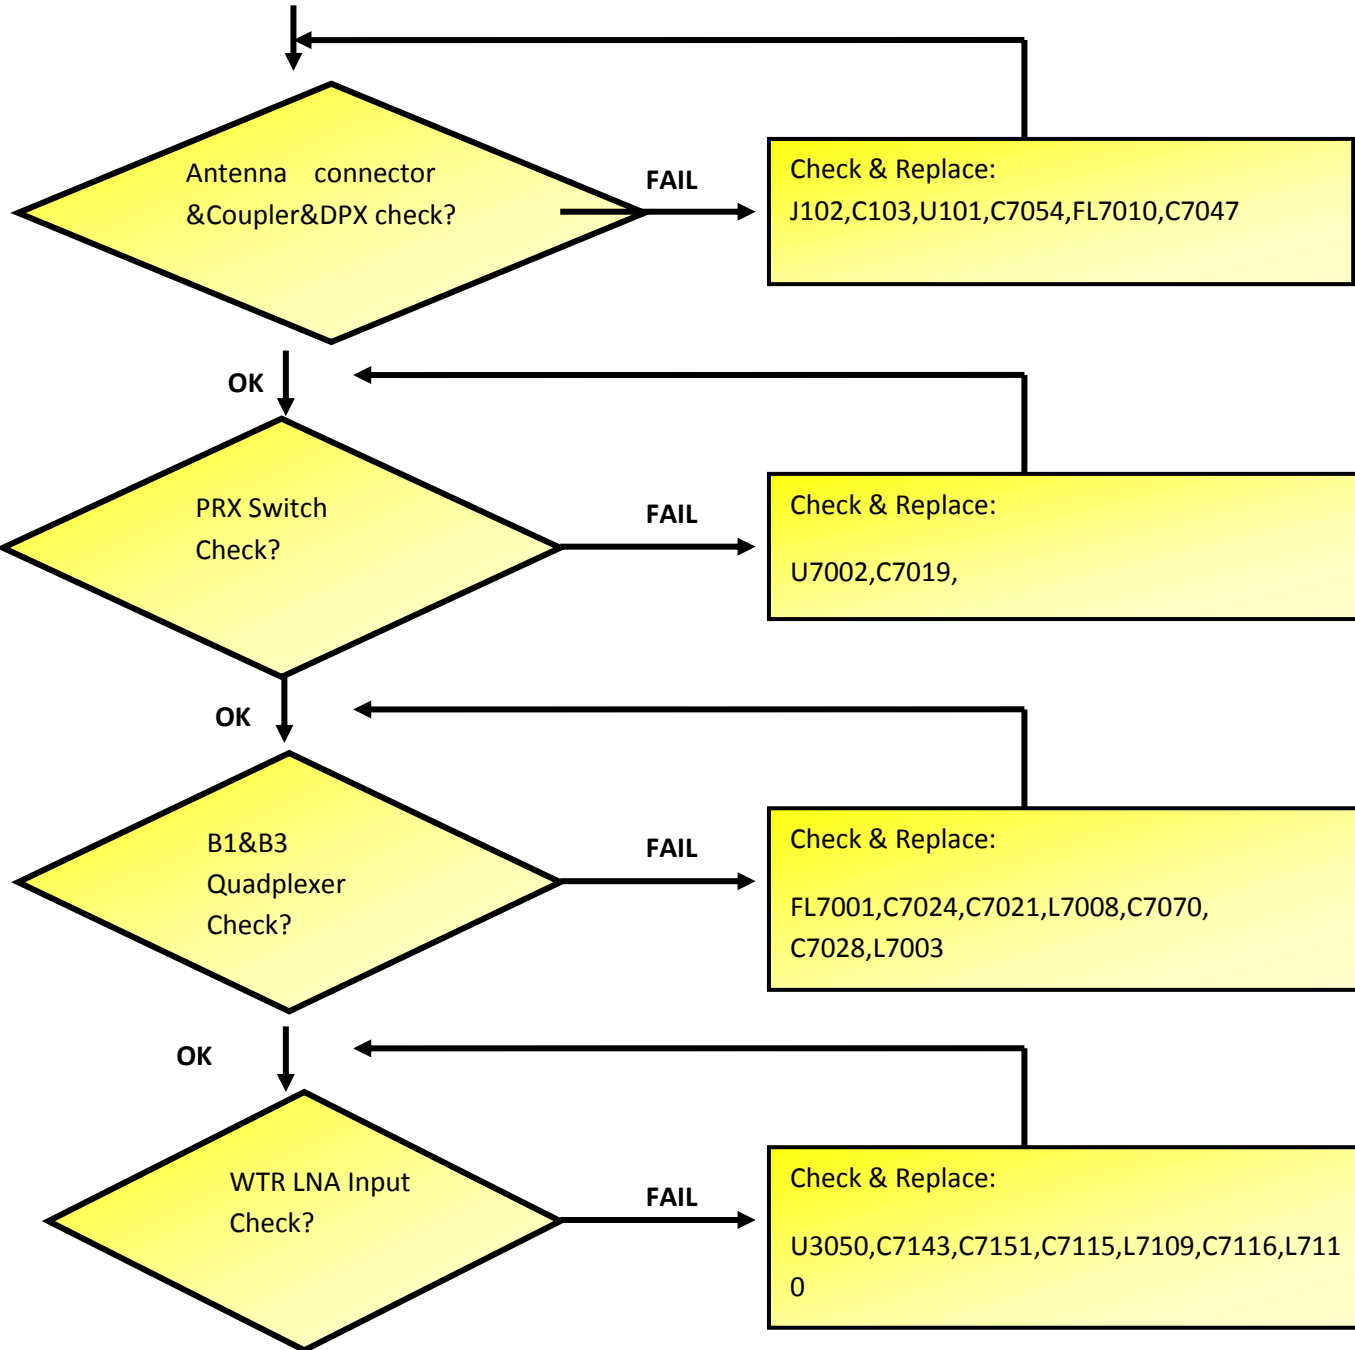 Antenna connector
&Coupler&DPX check?
FAIL
Check & Replace:
J102,C103,U101,C7054,FL7010,C7047
OK
PRX Switch
Check?
FAIL
Check & Replace:
U7002,C7019,
OK
B1&B3
Quadplexer
Check?
FAIL
Check & Replace:
FL7001,C7024,C7021,L7008,C7070,
C7028,L7003
OK
WTR LNA Input
Check?
FAIL
Check & Replace:
U3050,C7143,C7151,C7115,L7109,C7116,L711
0